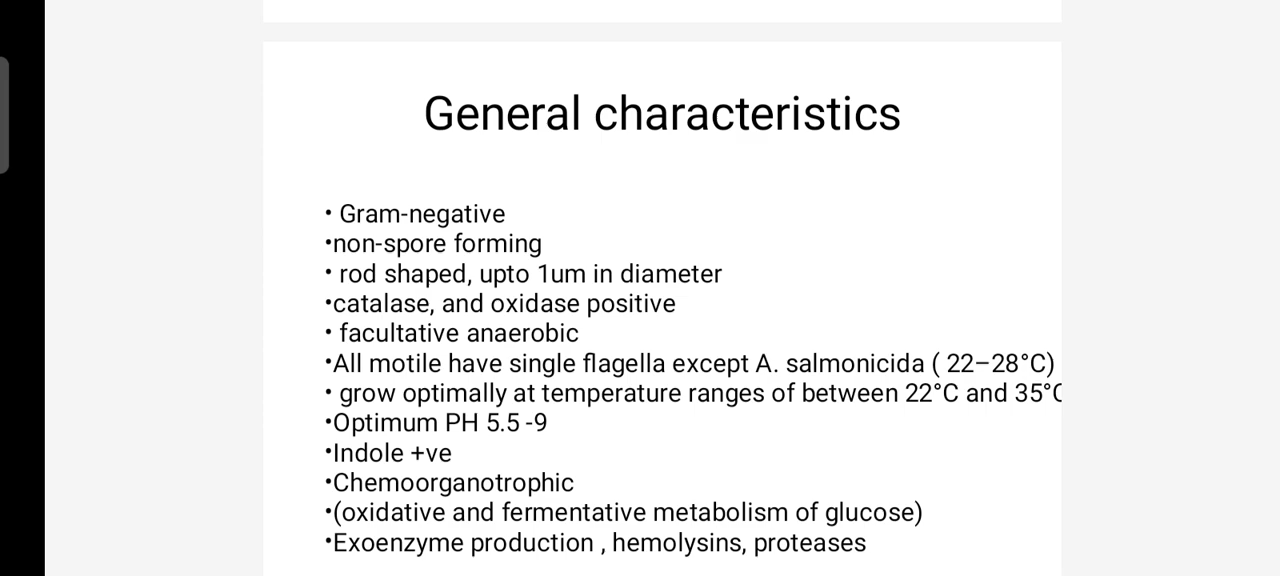 General characteristics
• Gram-negative
•non-spore forming
• rod shaped, upto 1um in diameter
•catalase, and oxidase positive
• facultative anaerobic
•All motile have single flagella except A. salmonicida ( 22–28°C)
• grow optimally at temperature ranges of between 22°C and 35°C
•Optimum PH 5.5 -9
•Indole +ve
•Chemoorganotrophic
•(oxidative and fermentative metabolism of glucose)
•Exoenzyme production , hemolysins, proteases